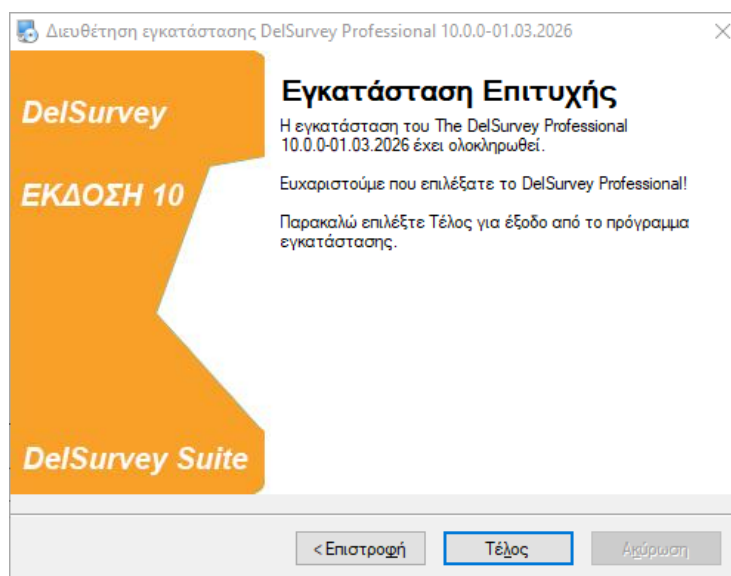 Διευθέτηση εγκατάστασης DelSurvey Professional 10.0.0-01.03.2026
DelSurvey
ΕΚΔΟΣΗ 10
DelSurvey Suite
Εγκατάσταση Επιτυχής
Η εγκατάσταση του The DelSurvey Professional
10.0.0-01.03.2026 έχει ολοκληρωθεί.
Ευχαριστούμε που επιλέξατε το DelSurvey Professional!
Παρακαλώ επιλέξτε Τέλος για έξοδο από το πρόγραμμα
εγκατάστασης.
< Επιστροφή
Τέλος
Ακύρωση